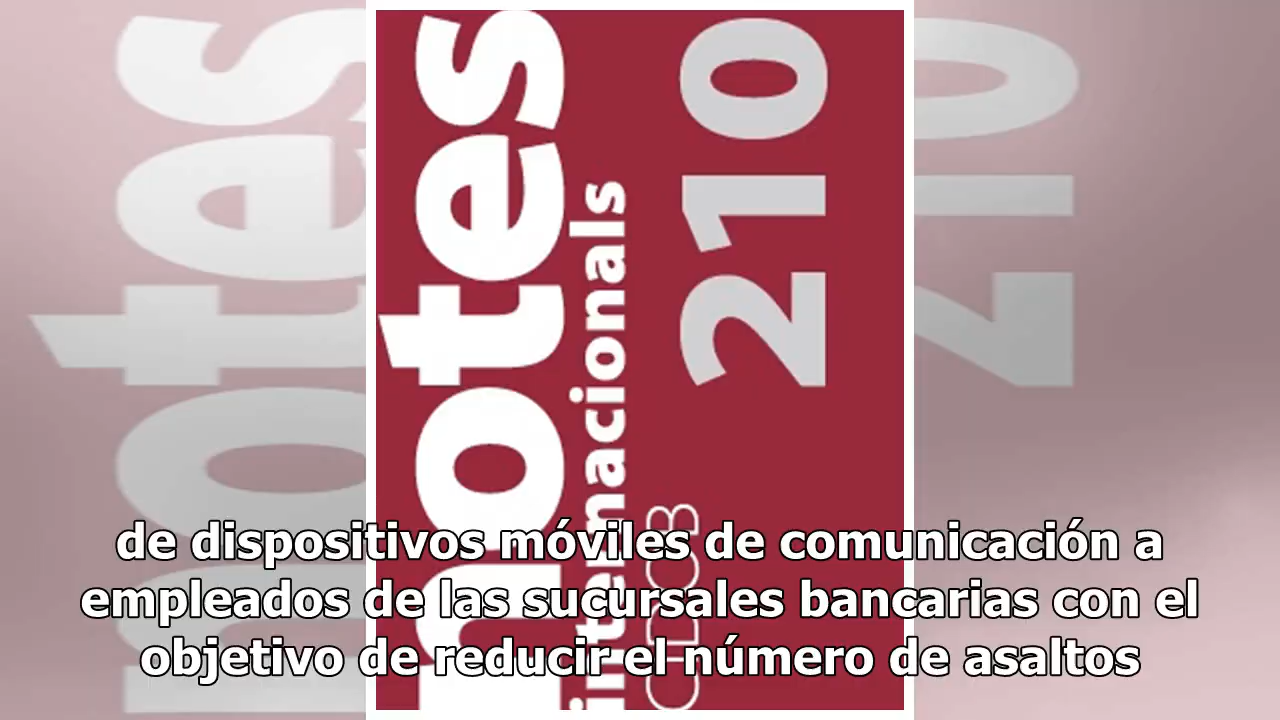 notes
internacionals
CIDOB
210
de dispositivos móviles de comunicación a
empleados de las sucursales bancarias con el
objetivo de reducir el número de asaltos